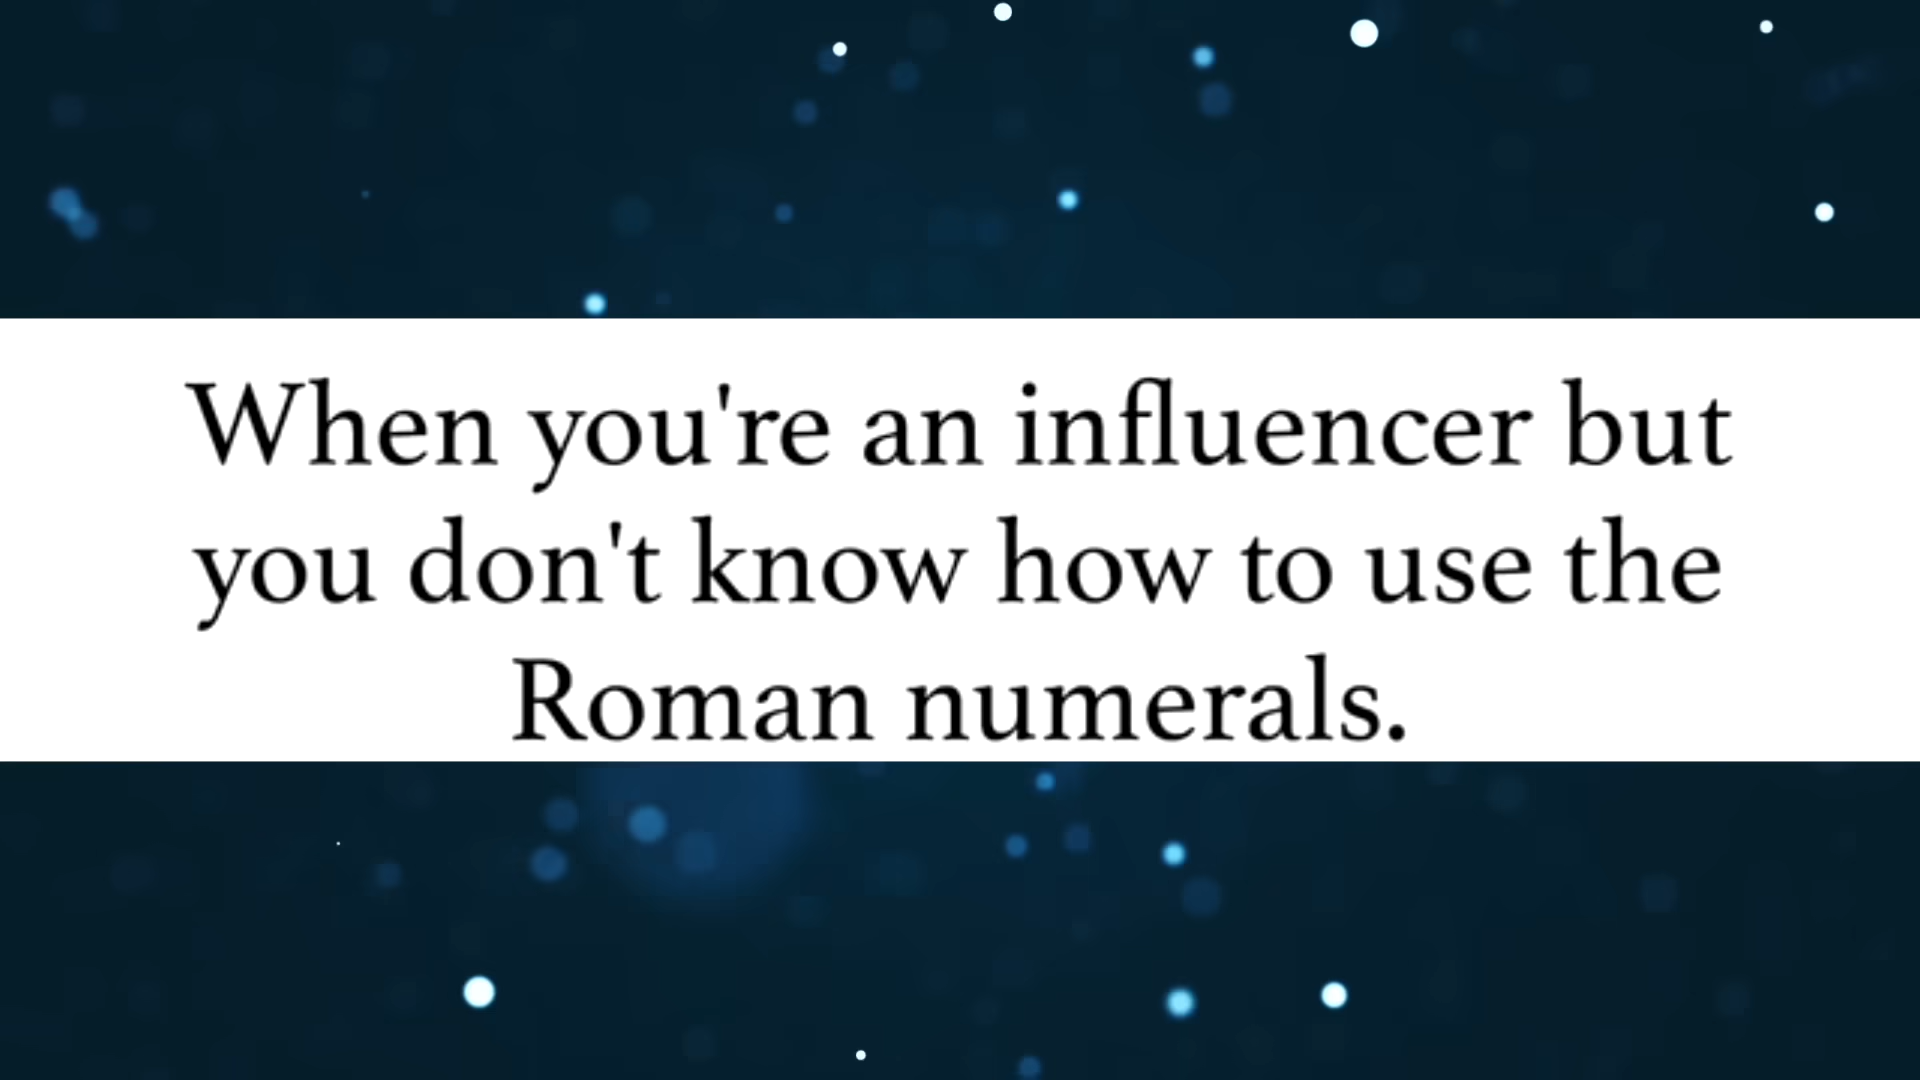 When you're an influencer but
you don't know how to use the
Roman numerals.